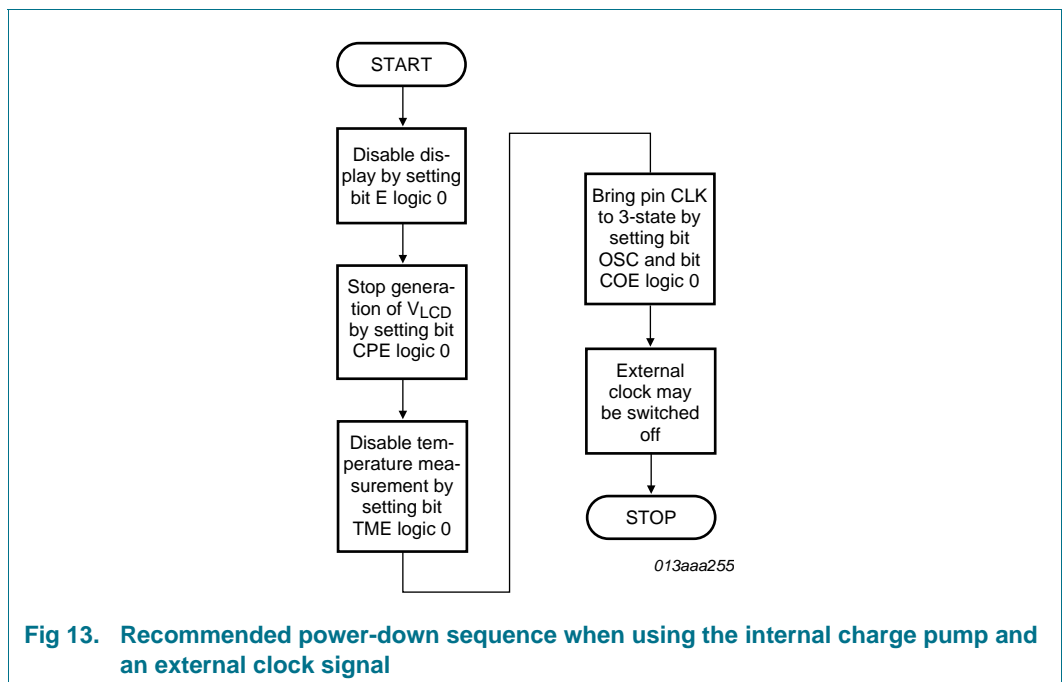 START
Disable dis-
play by setting
bit E logic 0
Stop genera-
tion of VLCD
by setting bit
CPE logic 0
Disable tem-
perature mea-
surement by
setting bit
TME logic 0
Bring pin CLK
to 3-state by
setting bit
OSC and bit
COE logic 0
External
clock may
be switched
off
STOP
013aaa255
Fig 13. Recommended power-down sequence when using the internal charge pump and
an external clock signal